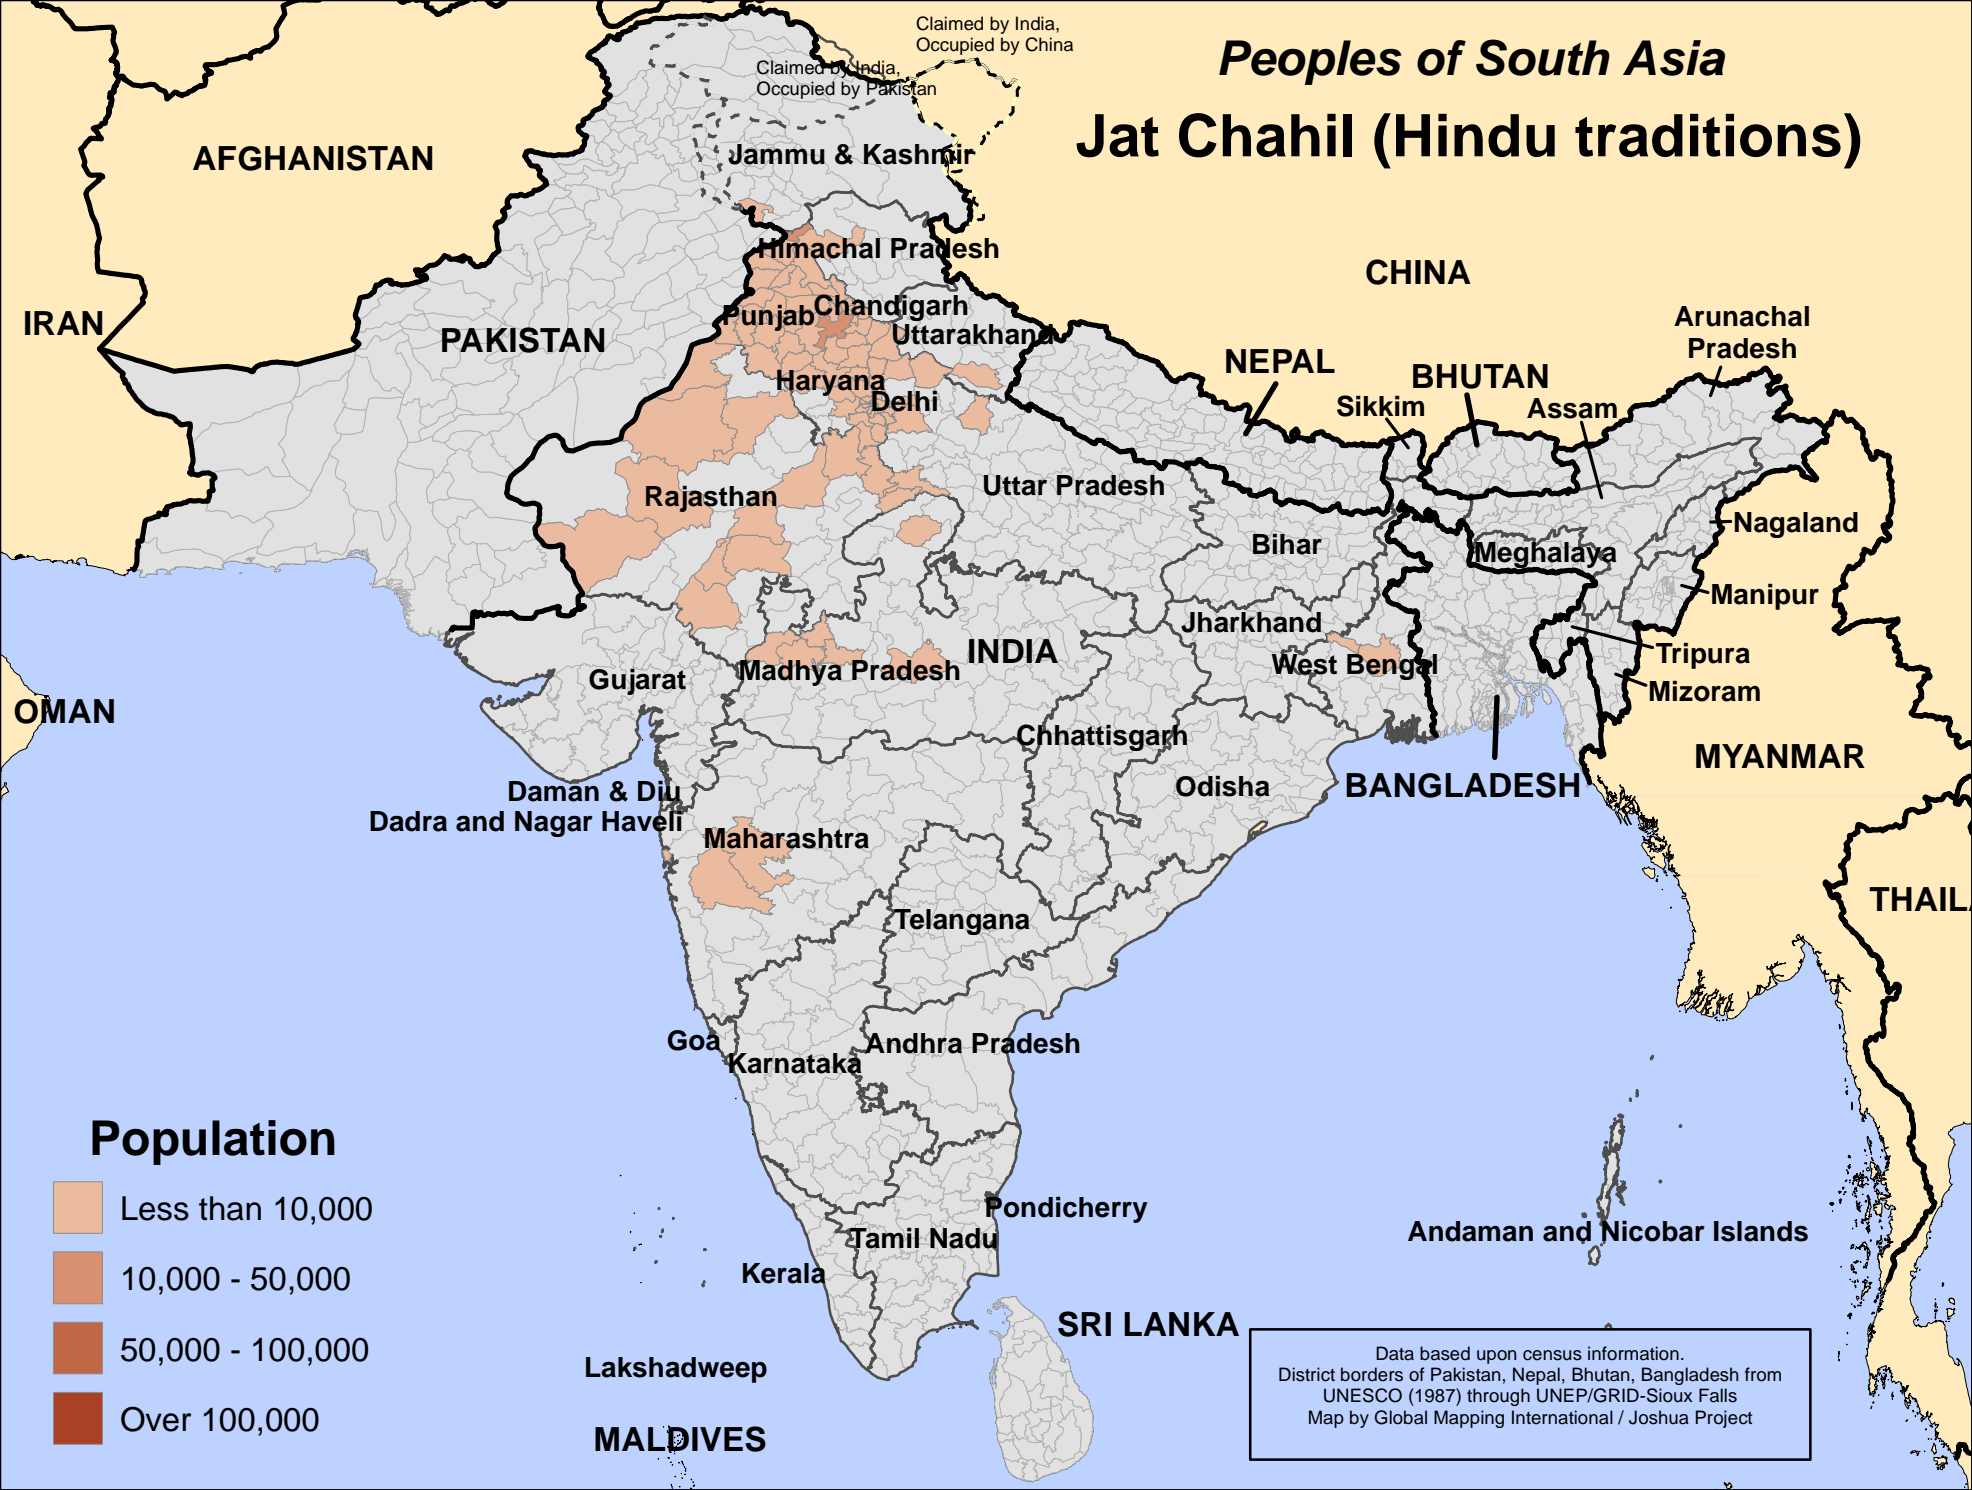 Claimed by India,
Occupied by China
Peoples of South Asia
Claimed by India,
Occupied by Pakistan
Jat Chahil (Hindu traditions)
AFGHANISTAN
Jammu & Kashmir
Himachal Pradesh
CHINA
IRAN
PAKISTAN
Punjab
Chandigarh
Uttarakhand
Arunachal
Pradesh
NEPAL
BHUTAN
Haryana
Delhi
Sikkim
Assam
Rajasthan
Uttar Pradesh
Nagaland
Bihar
Meghalaya
Manipur
Jharkhand
INDIA
West Bengal
Tripura
Mizoram
Gujarat
Madhya Pradesh
OMAN
Chhattisgarh
MYANMAR
Odisha
BANGLADESH
Daman & Diu
Dadra and Nagar Haveli
Maharashtra
THAIL
Telangana
Goa
Karnataka
Andhra Pradesh
Pondicherry
Tamil Nadu
Kerala
Andaman and Nicobar Islands
SRI LANKA
Lakshadweep
MALDIVES
Population
Less than 10,000
10,000 - 50,000
50,000 - 100,000
Over 100,000
Data based upon census information.
District borders of Pakistan, Nepal, Bhutan, Bangladesh from
UNESCO (1987) through UNEP/GRID-Sioux Falls
Map by Global Mapping International / Joshua Project